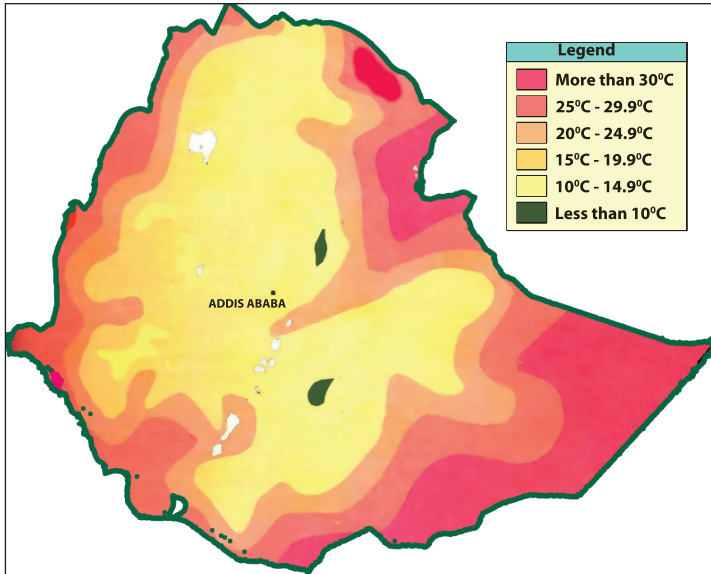 Legend
More than 30⁰C
25⁰C - 29.9⁰C
20⁰C - 24.9⁰C
15⁰C - 19.9⁰C
10⁰C - 14.9⁰C
Less than 10⁰C
ADDIS ABABA